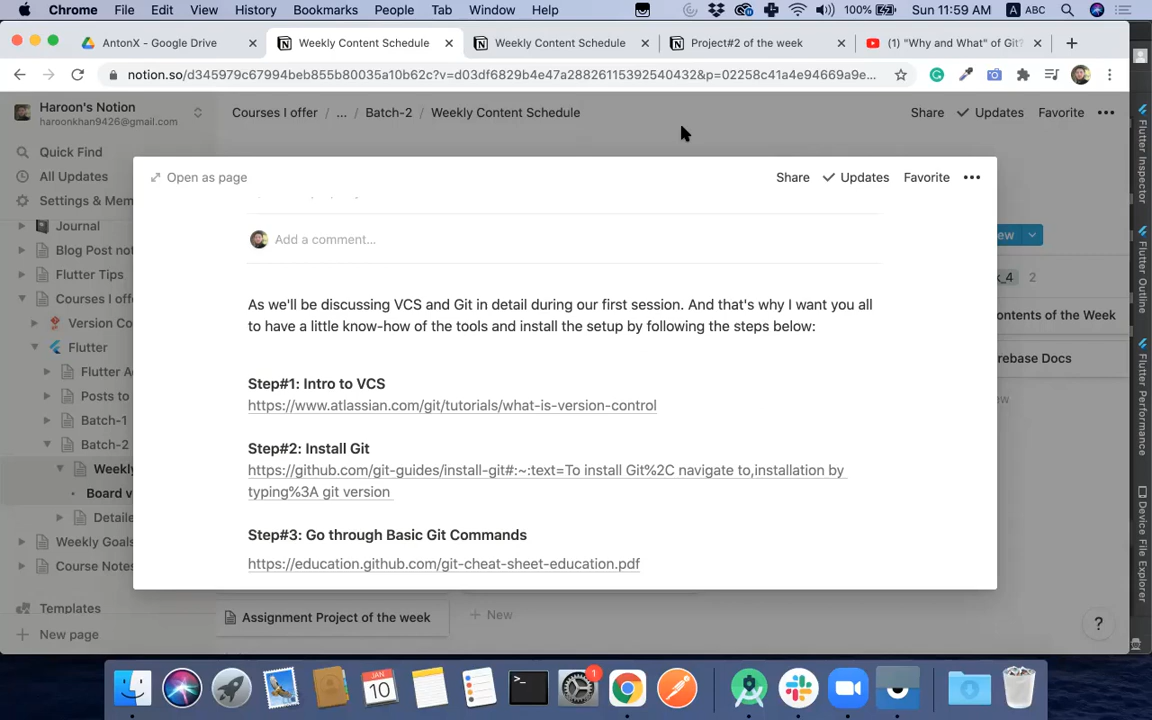 Chrome File Edit View History Bookmarks People Tab Window Help 100% Sun 11:59 AM A ABC
AntonX - Google Drive Weekly Content Schedule Weekly Content Schedule Project#2 of the week (1) "Why and What" of Git?
notion.so/d345979c67994beb855b80035a10b62c?v=d03df6829b4e47a28826115392540432&p=02258c41a4e94669a9e...
Haroon's Notion
haroonkhan9426@gmail.com
Courses I offer / ... / Batch-2 / Weekly Content Schedule
Share Updates Favorite
Quick Find
All Updates
Settings & Mem
Journal
Blog Post not
Flutter Tips
Courses I offe
Version Co
Flutter
Flutter A
Posts to
Batch-1
Batch-2
Weekly
Board v
Detaile
Weekly Goals
Course Notes
Templates
New page
Open as page
Share Updates Favorite
Add a comment...
As we'll be discussing VCS and Git in detail during our first session. And that's why I want you all
to have a little know-how of the tools and install the setup by following the steps below:
Step#1: Intro to VCS
https://www.atlassian.com/git/tutorials/what-is-version-control
Step#2: Install Git
https://github.com/git-guides/install-git#:~:text=To install Git%2C navigate to,installation by
typing%3A git version
Step#3: Go through Basic Git Commands
https://education.github.com/git-cheat-sheet-education.pdf
Assignment Project of the week
New
ew
k_4 2
ontents of the Week
rebase Docs
ew
?
Flutter Inspector
Flutter Outline
Flutter Performance
Device File Explorer
JAN
10
1